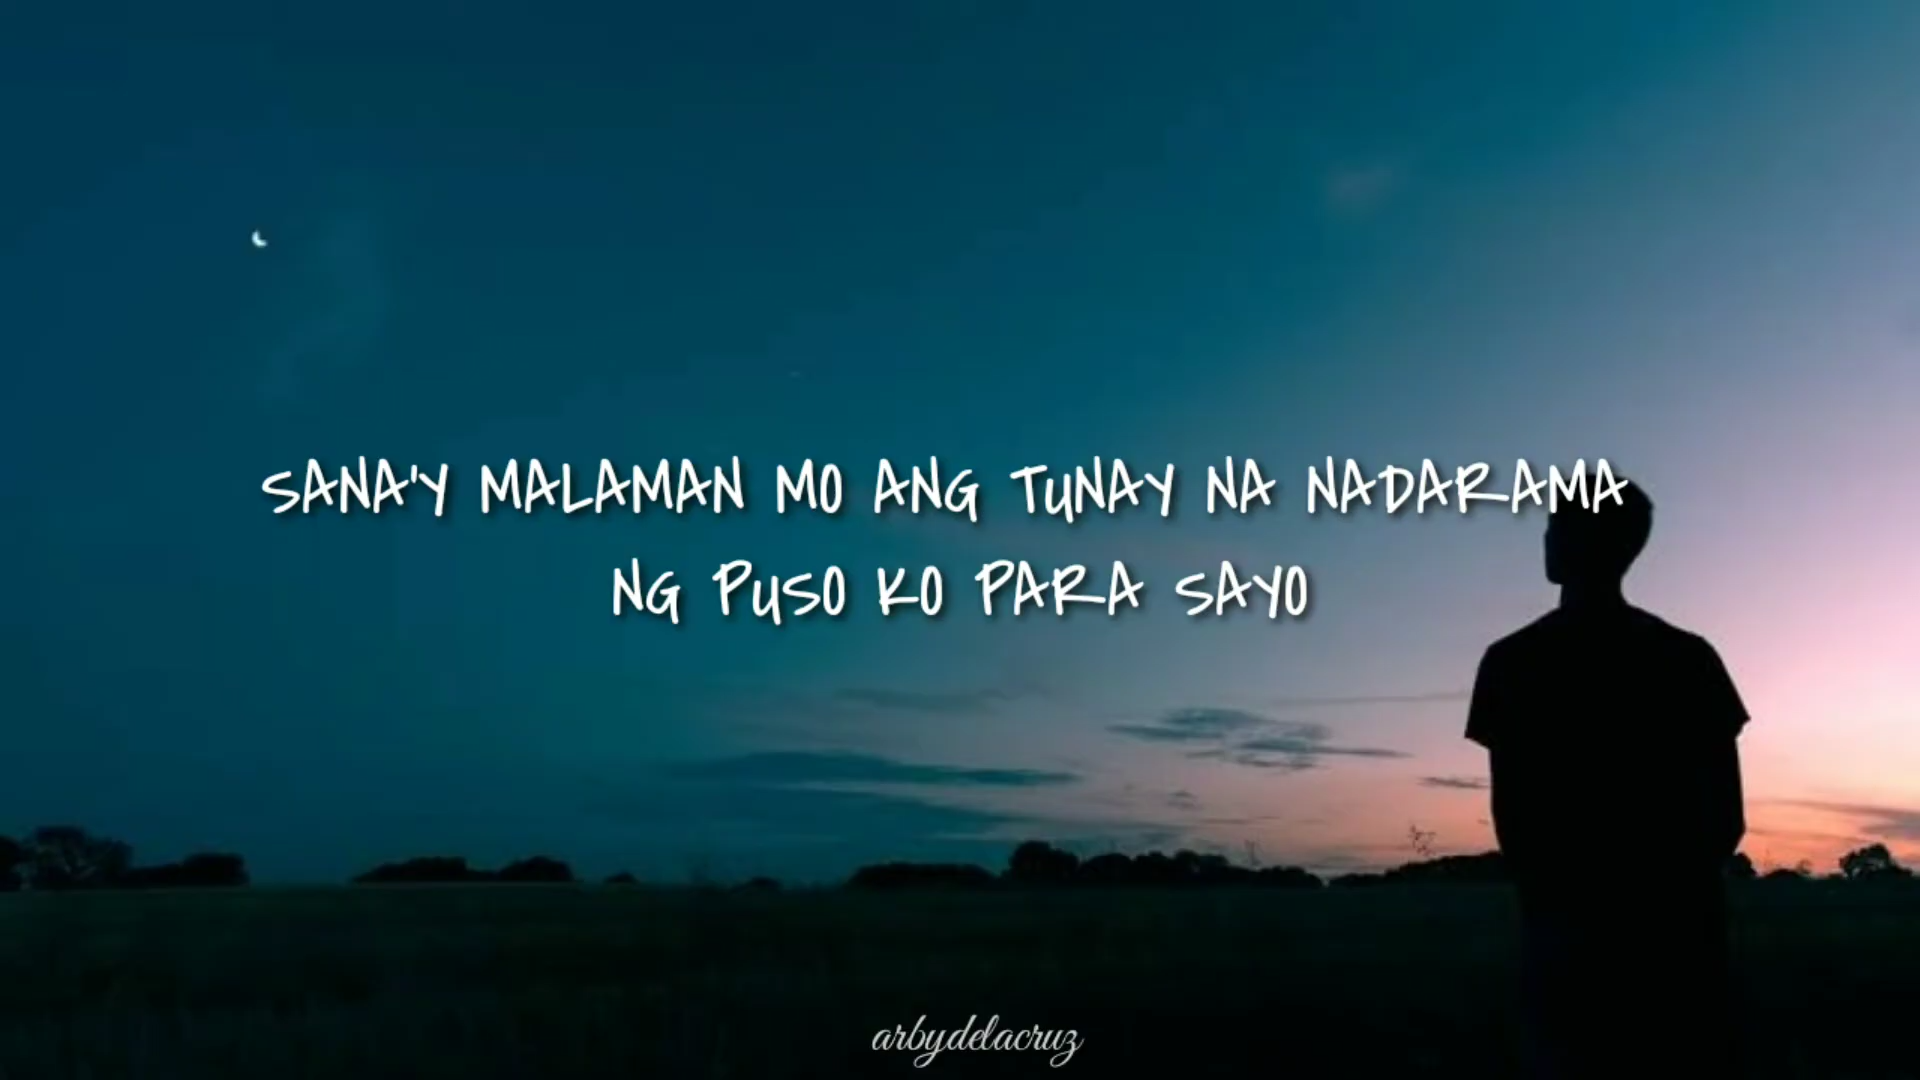 SANA'Y MALAMAN MO ANG TUNAY NA NADARAMA
NG PUSO KO PARA SAYO
arbydelacruz